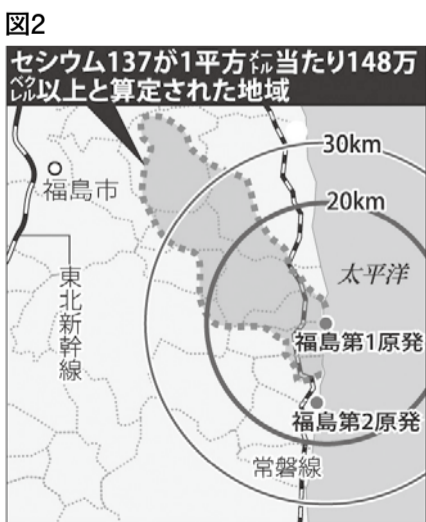 図2
セシウム137が1平方メートル当たり148万
ベクレル以上と算定された地域
30km
20km
福島市
太平洋
東北新幹線
福島第1原発
福島第2原発
常磐線